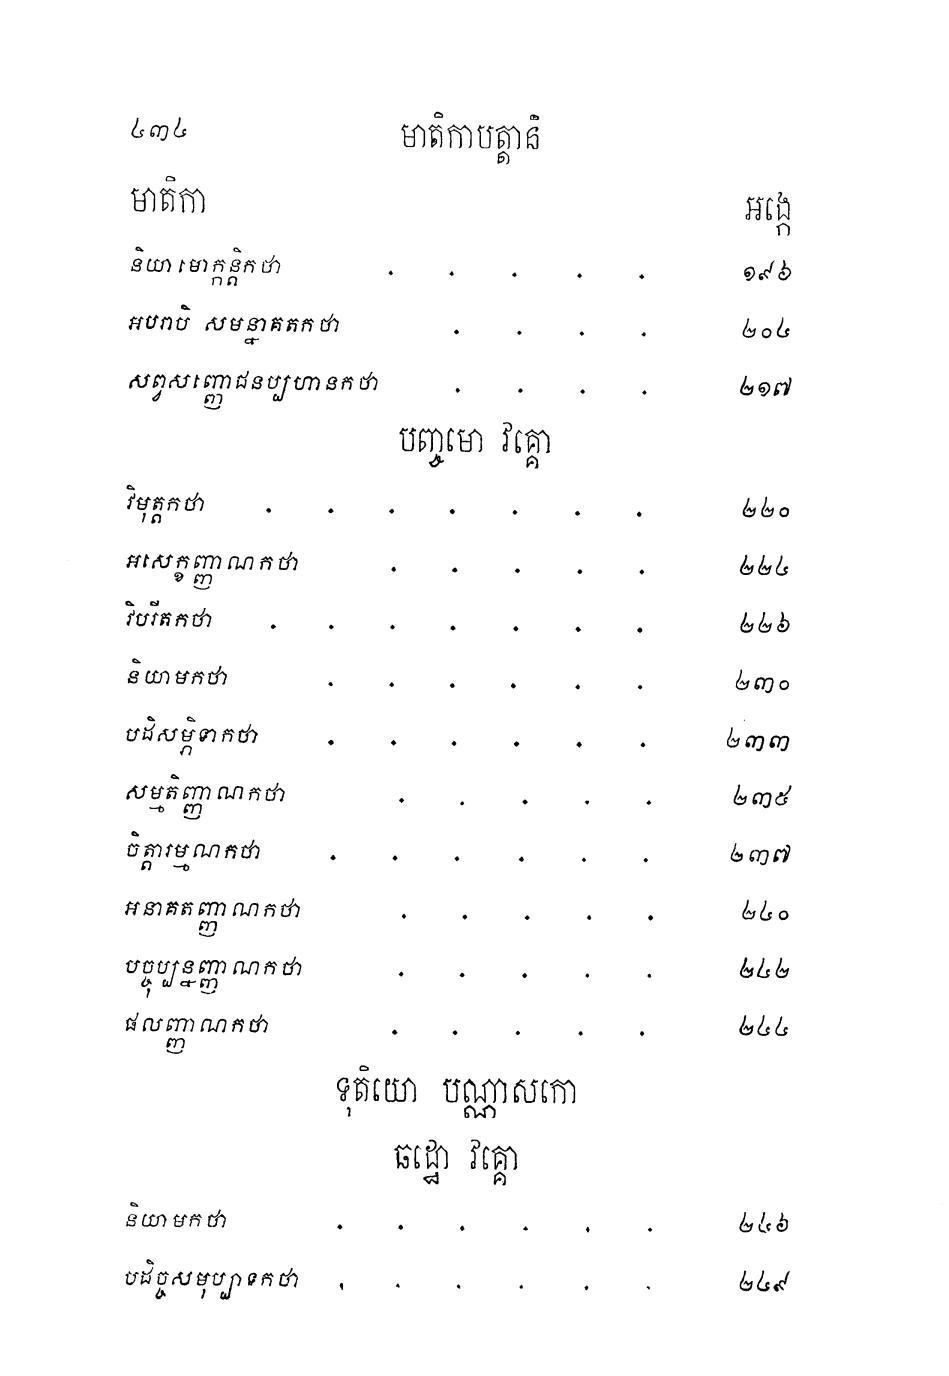 ៤៣៤ មាតិកាបត្តានិ
មាតិកា អង្កេ
និយាមោក្កន្តិកថា . . . . . ១៩៦
អបរាបិ សមន្នាគតកថា . . . . ២០៤
សព្វសញ្ញោជនប្បហានកថា . . . . ២១៧
បញ្ចមោ វគ្គោ
វិមុត្តកថា . . . . . . . ២២០
អសេក្ខញ្ញាណកថា . . . . . ២២៤
វិបរីតកថា . . . . . . . ២២៦
និយាមកថា . . . . . . ២៣០
បដិសម្ភិទាកថា . . . . . . ២៣៣
សម្មតិញ្ញាណកថា . . . . . ២៣៥
ចិត្តារម្មណកថា . . . . . . ២៣៧
អនាគតញ្ញាណកថា . . . . . ២៤០
បច្ចុប្បន្នញ្ញាណកថា . . . . . ២៤២
ផលញ្ញាណកថា . . . . . ២៤៤
ទុតិយោ បណ្ណាសកោ
ឆដ្ឋោ វគ្គោ
និយាមកថា . . . . . . ២៤៦
បដិច្ចសមុប្បាទកថា . . . . . . ២៤៩